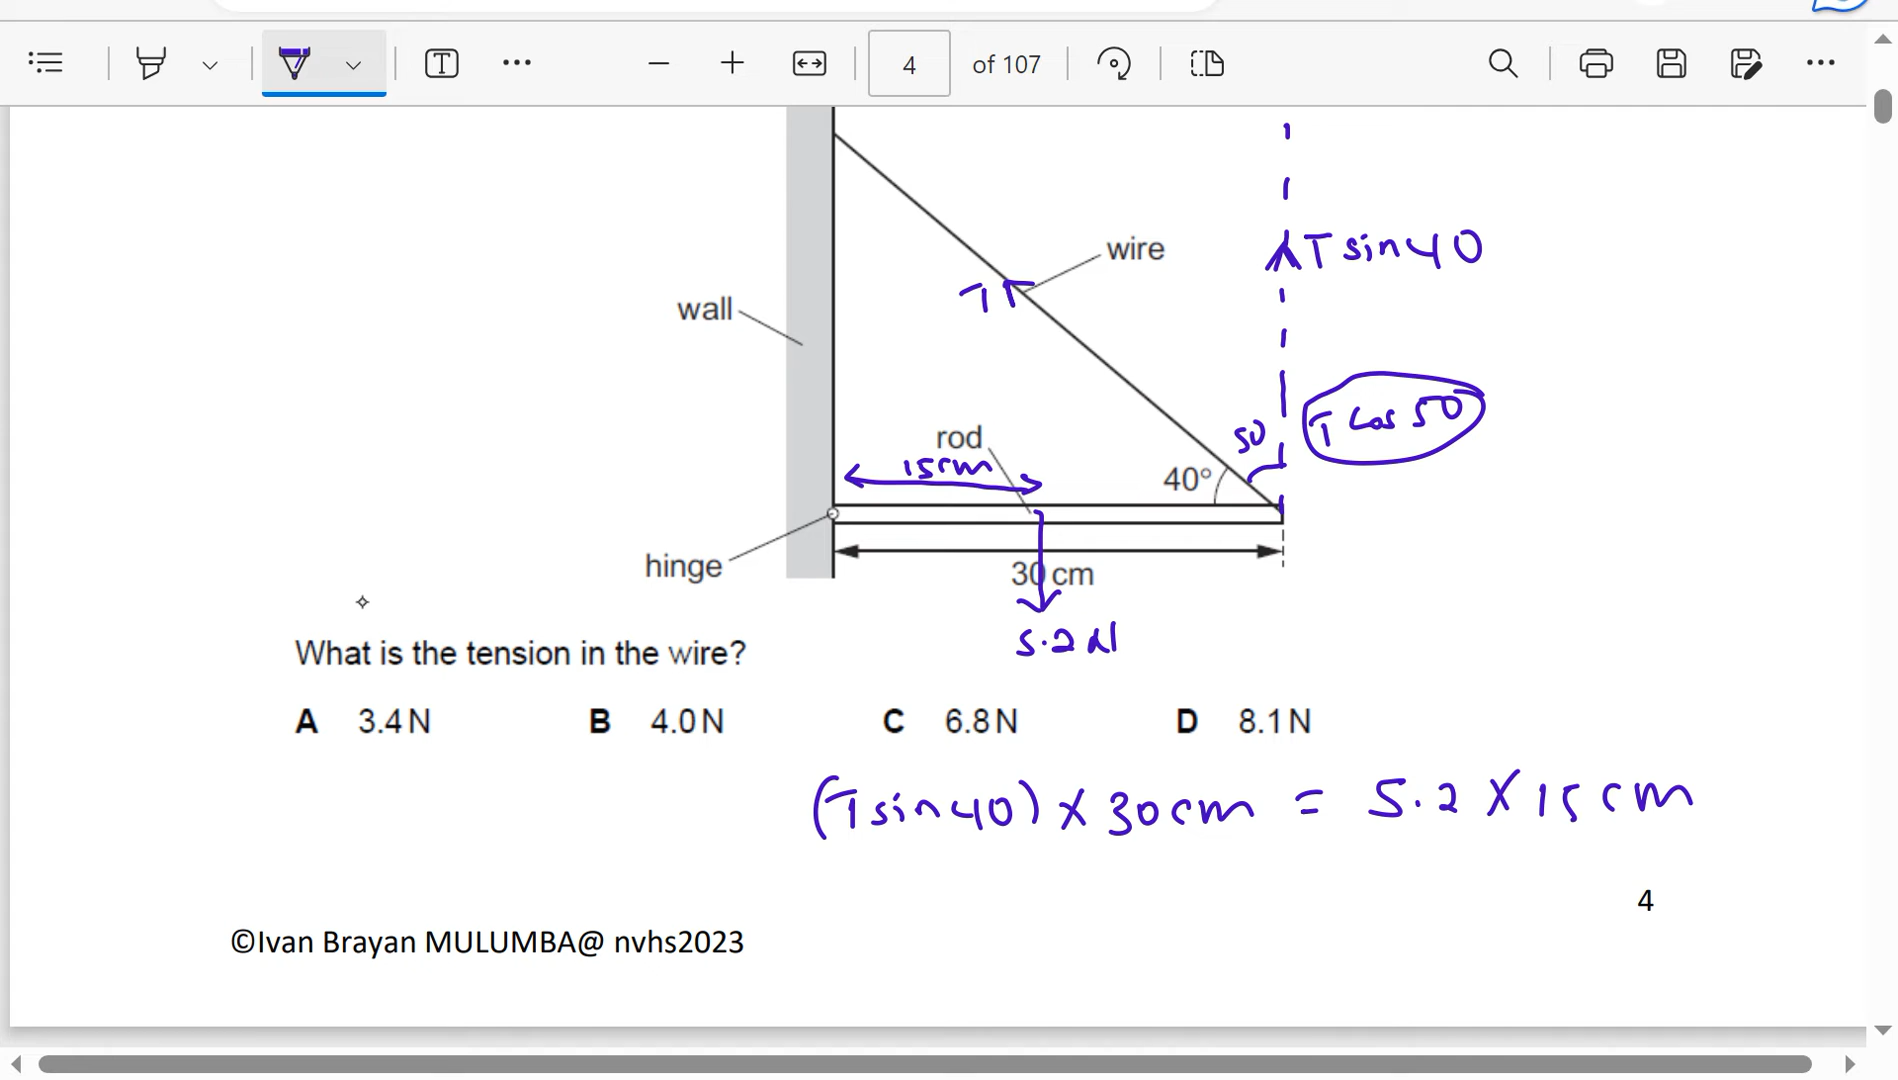 4 of 107
T sin 40
wire
T
wall
T cos 50
50
rod
15cm
40°
hinge
30 cm
5.2 N
What is the tension in the wire?
A 3.4 N B 4.0 N C 6.8 N D 8.1 N
(T sin 40) × 30cm = 5.2 × 15cm
4
©Ivan Brayan MULUMBA@ nvhs2023